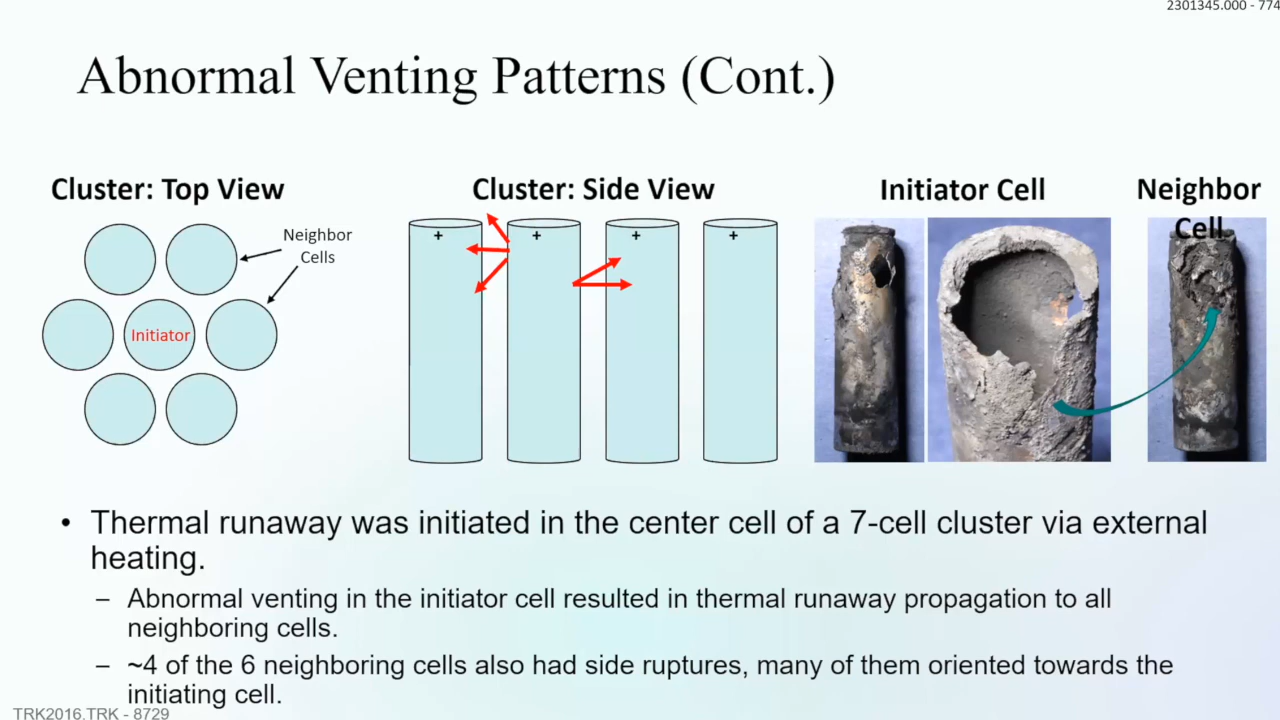 2301345.000 - 774
Abnormal Venting Patterns (Cont.)
Cluster: Top View
Neighbor
Cells
Initiator
Cluster: Side View
+ + + +
Initiator Cell
Neighbor
Cell
• Thermal runaway was initiated in the center cell of a 7-cell cluster via external
heating.
– Abnormal venting in the initiator cell resulted in thermal runaway propagation to all
neighboring cells.
– ~4 of the 6 neighboring cells also had side ruptures, many of them oriented towards the
initiating cell.
TRK2016.TRK - 8729